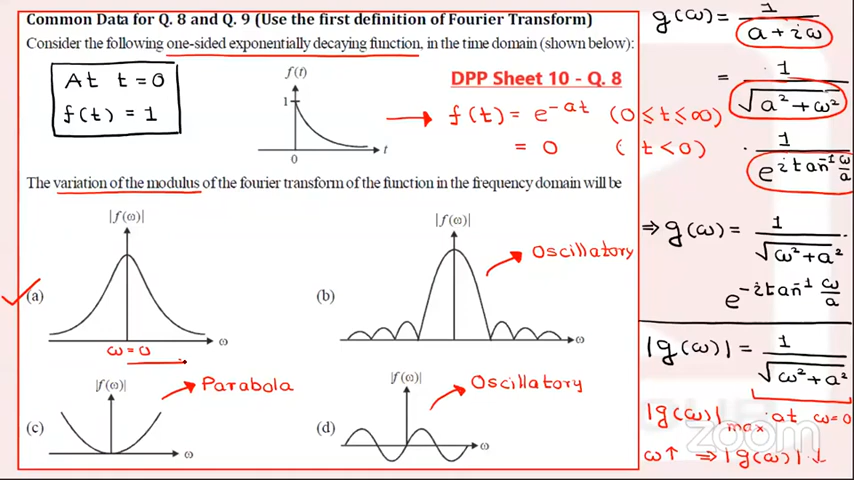 Common Data for Q. 8 and Q. 9 (Use the first definition of Fourier Transform)
Consider the following one-sided exponentially decaying function, in the time domain (shown below):
At t = 0
f(t) = 1
f(t)
1
0
t
DPP Sheet 10 - Q. 8
f(t) = e^{-at} (0 ≤ t ≤ ∞)
= 0 (t < 0)
The variation of the modulus of the fourier transform of the function in the frequency domain will be
|f(ω)|
(a)
ω
ω = 0
|f(ω)|
Oscillatory
(b)
ω
|f(ω)|
Parabola
(c)
ω
|f(ω)|
Oscillatory
(d)
ω
g(ω) = 1/(a + iω)
= 1/√(a² + ω²)
· 1/e^{i tan⁻¹ ω/a}
⇒ g(ω) = 1/√(ω² + a²) ·
e^{-i tan⁻¹ ω/a}
|g(ω)| = 1/√(ω² + a²)
|g(ω)|max at ω = 0
zoom
ω↑ ⇒ |g(ω)| ↓